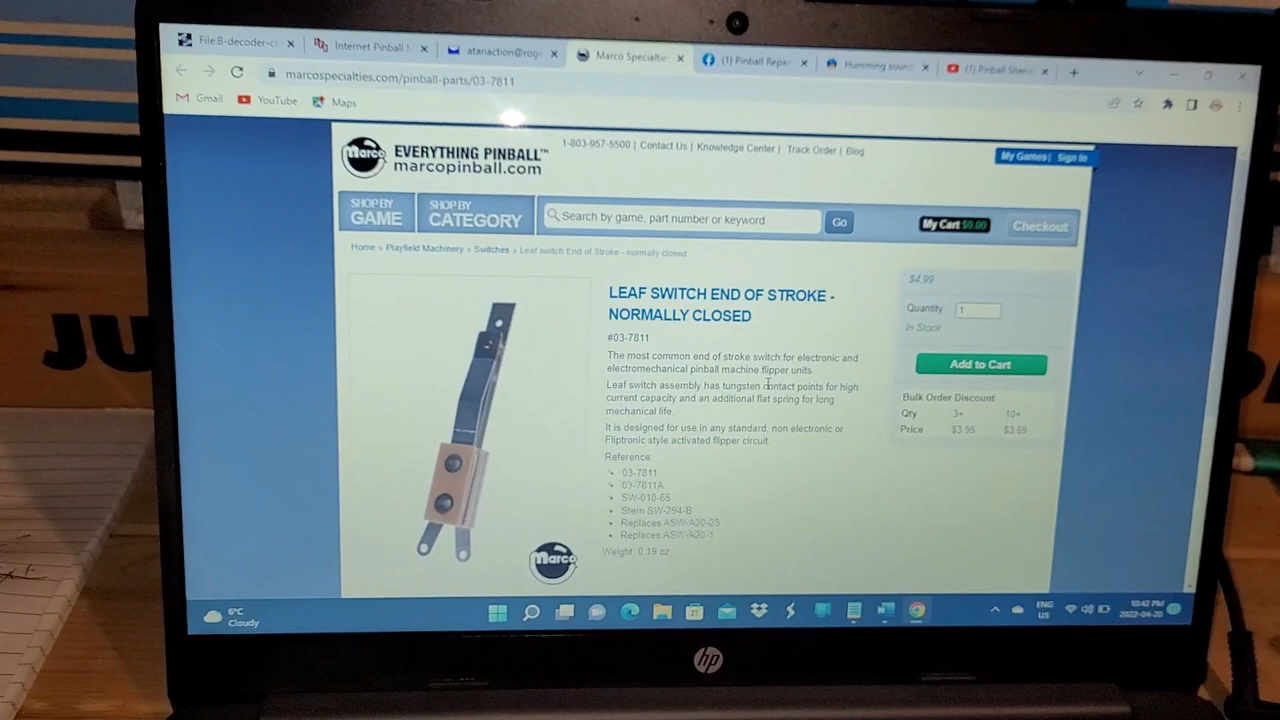 File:B-decoder-c
Internet Pinball
atariaction@rog
Marco Specialtie
(1) Pinball Repa
Humming soun
(1) Pinball Shen
marcospecialties.com/pinball-parts/03-7811
Gmail
YouTube
Maps
marco
EVERYTHING PINBALL™
marcopinball.com
1-803-957-5500 | Contact Us | Knowledge Center | Track Order | Blog
My Games | Sign In
SHOP BY
GAME
SHOP BY
CATEGORY
Search by game, part number or keyword
Go
My Cart $0.00
Checkout
Home » Playfield Machinery » Switches » Leaf switch End of Stroke - normally closed
LEAF SWITCH END OF STROKE -
NORMALLY CLOSED
#03-7811
The most common end of stroke switch for electronic and
electromechanical pinball machine flipper units.
Leaf switch assembly has tungsten contact points for high
current capacity and an additional flat spring for long
mechanical life.
It is designed for use in any standard, non electronic or
Fliptronic style activated flipper circuit.
Reference:
03-7811
03-7811A
SW-010-65
Stern SW-294-B
Replaces ASW-A20-23
Replaces ASW-A20-1
Weight: 0.19 oz
marco
$4.99
Quantity 1
In Stock
Add to Cart
Bulk Order Discount
Qty 3+ 10+
Price $3.95 $3.69
JU
6°C
Cloudy
ENG
US
10:42 PM
2022-04-20
hp